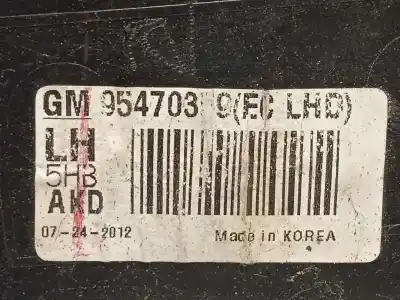 GM 954703 9(EC LHD)
LH
5HB
AKD
07-24-2012
Made in KOREA